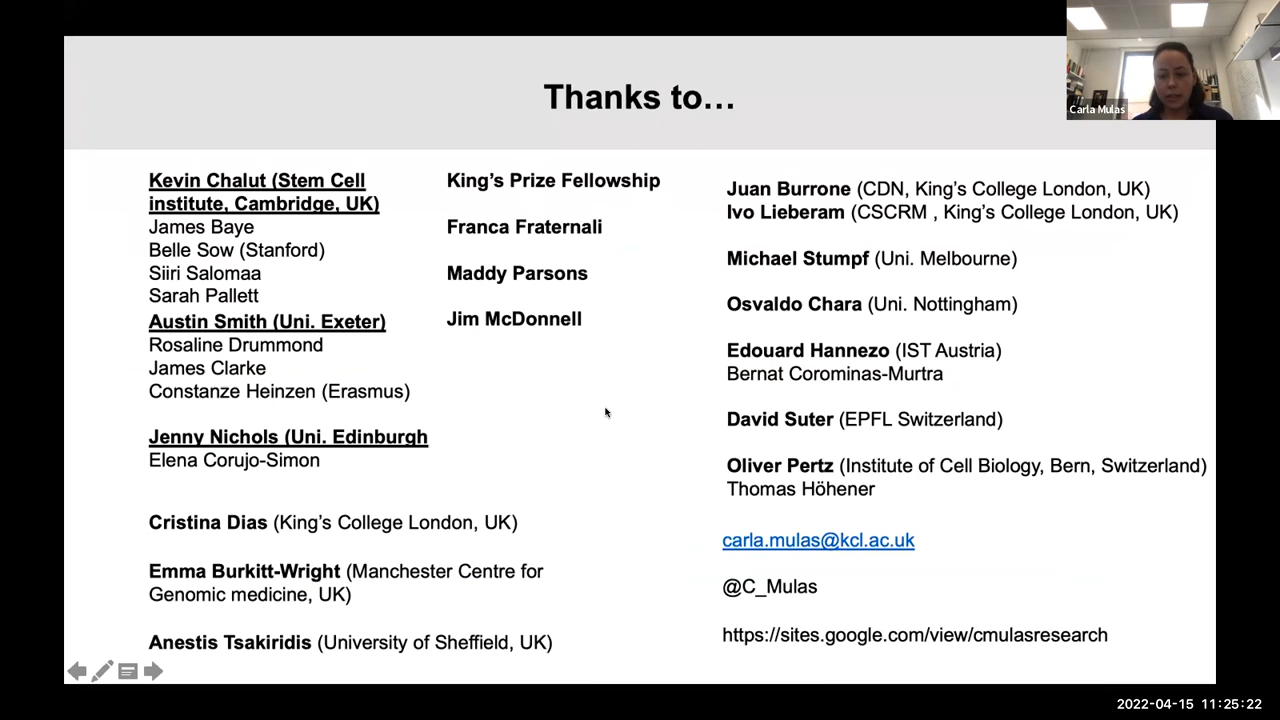 Thanks to…
Carla Mulas
Kevin Chalut (Stem Cell
institute, Cambridge, UK)
James Baye
Belle Sow (Stanford)
Siiri Salomaa
Sarah Pallett
Austin Smith (Uni. Exeter)
Rosaline Drummond
James Clarke
Constanze Heinzen (Erasmus)
Jenny Nichols (Uni. Edinburgh
Elena Corujo-Simon
Cristina Dias (King's College London, UK)
Emma Burkitt-Wright (Manchester Centre for
Genomic medicine, UK)
Anestis Tsakiridis (University of Sheffield, UK)
King's Prize Fellowship
Franca Fraternali
Maddy Parsons
Jim McDonnell
Juan Burrone (CDN, King's College London, UK)
Ivo Lieberam (CSCRM , King's College London, UK)
Michael Stumpf (Uni. Melbourne)
Osvaldo Chara (Uni. Nottingham)
Edouard Hannezo (IST Austria)
Bernat Corominas-Murtra
David Suter (EPFL Switzerland)
Oliver Pertz (Institute of Cell Biology, Bern, Switzerland)
Thomas Höhener
carla.mulas@kcl.ac.uk
@C_Mulas
https://sites.google.com/view/cmulasresearch
2022-04-15 11:25:22